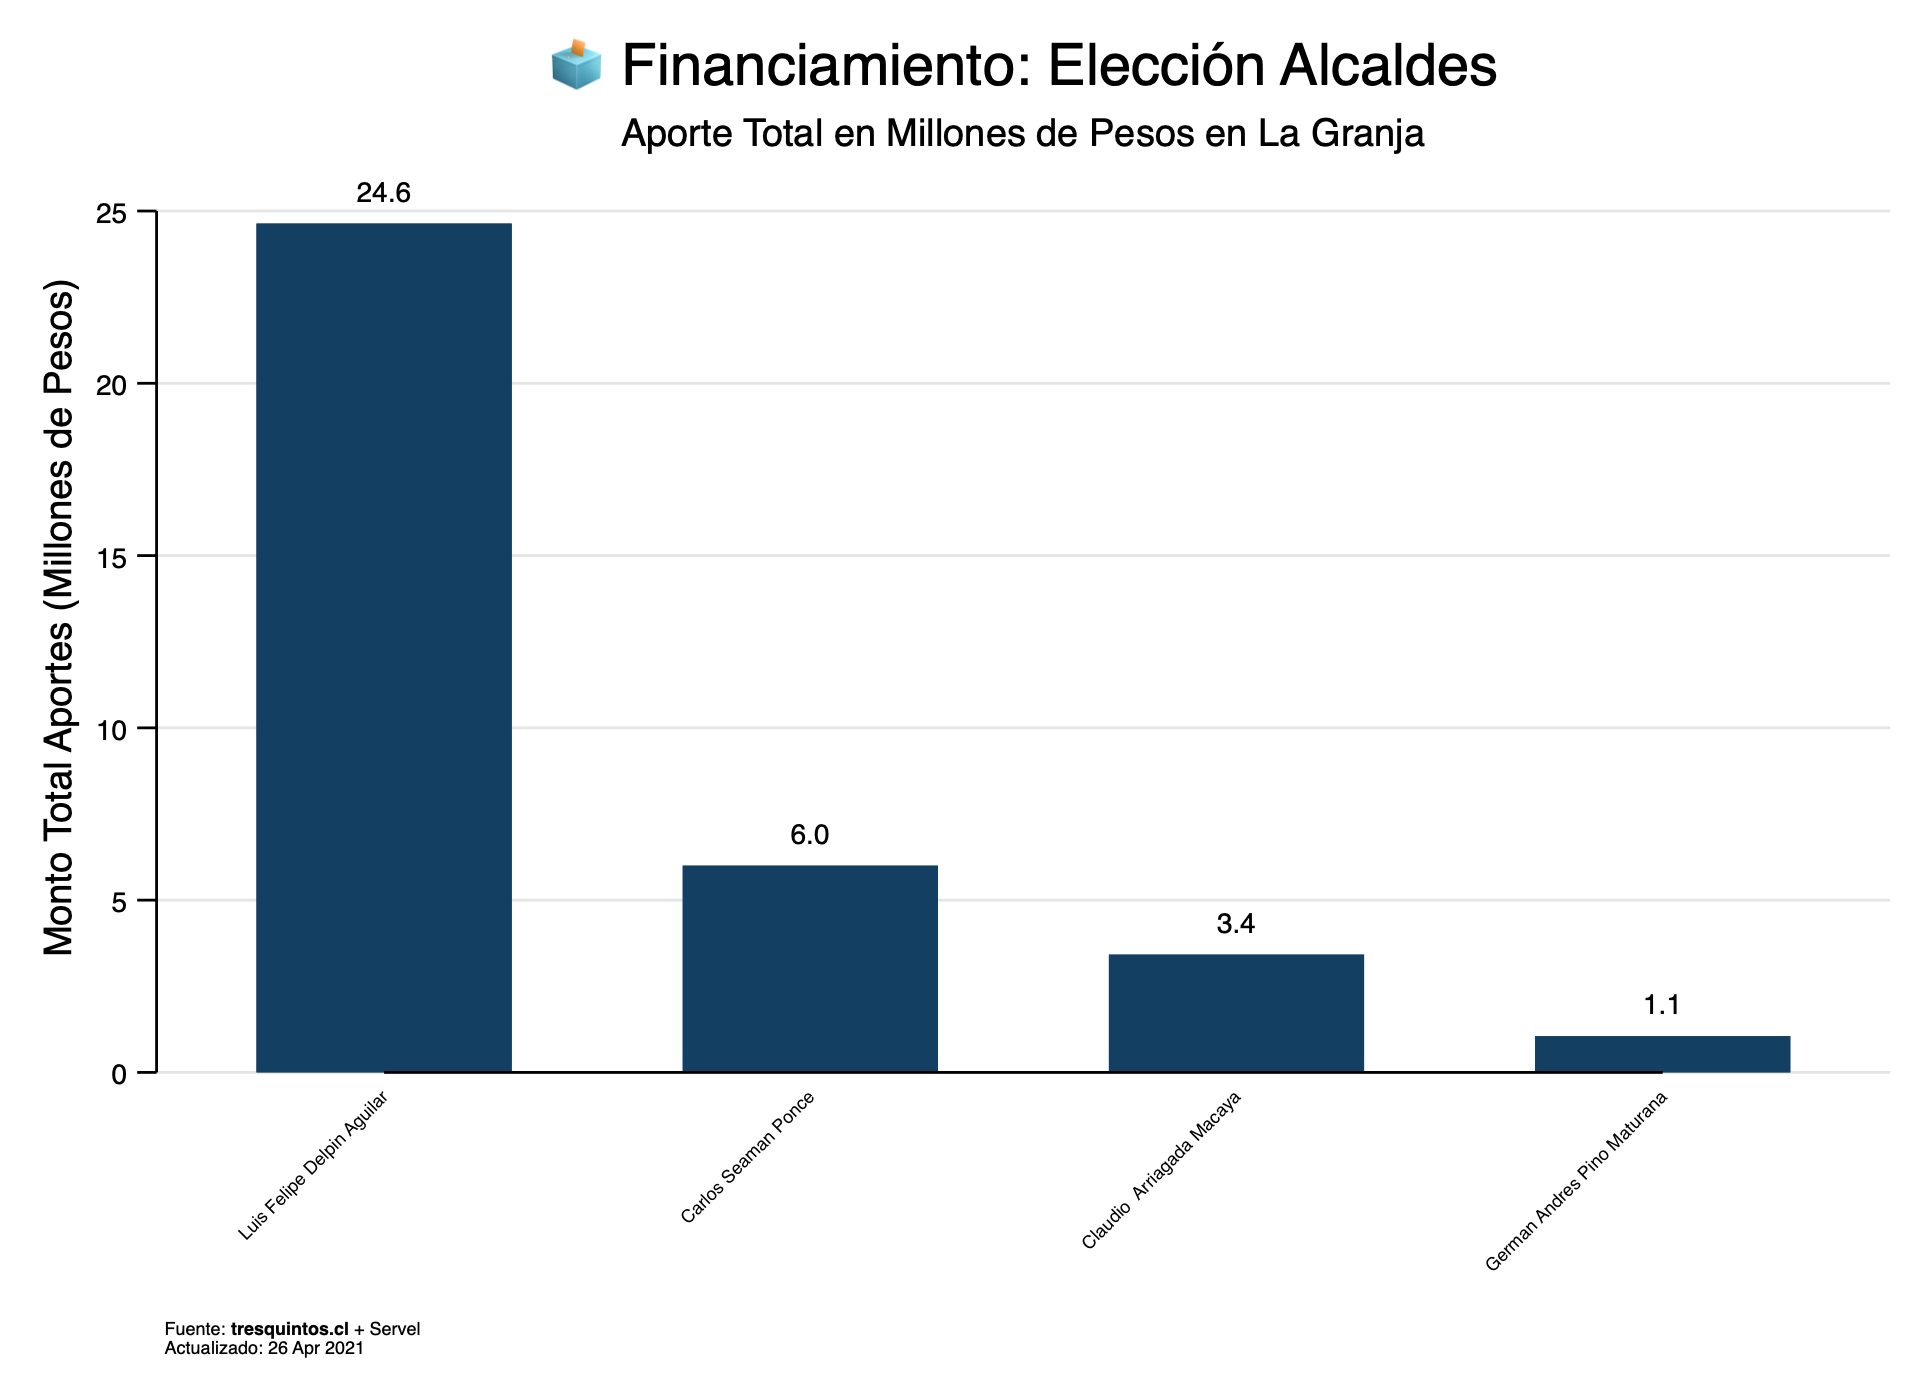 Financiamiento: Elección Alcaldes
Aporte Total en Millones de Pesos en La Granja
Monto Total Aportes (Millones de Pesos)
25
20
15
10
5
0
24.6
6.0
3.4
1.1
Luis Felipe Delpin Aguilar
Carlos Seaman Ponce
Claudio  Arriagada Macaya
German Andres Pino Maturana
Fuente: tresquintos.cl + Servel
Actualizado: 26 Apr 2021